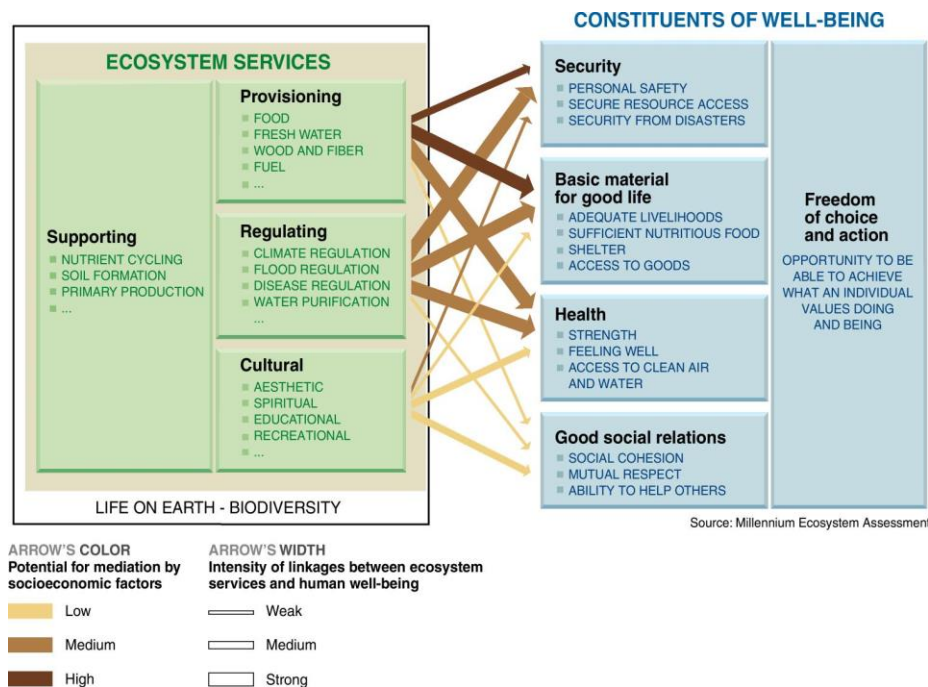 CONSTITUENTS OF WELL-BEING
ECOSYSTEM SERVICES
Supporting
NUTRIENT CYCLING
SOIL FORMATION
PRIMARY PRODUCTION
...
Provisioning
FOOD
FRESH WATER
WOOD AND FIBER
FUEL
...
Regulating
CLIMATE REGULATION
FLOOD REGULATION
DISEASE REGULATION
WATER PURIFICATION
...
Cultural
AESTHETIC
SPIRITUAL
EDUCATIONAL
RECREATIONAL
...
LIFE ON EARTH - BIODIVERSITY
Security
PERSONAL SAFETY
SECURE RESOURCE ACCESS
SECURITY FROM DISASTERS
Basic material
for good life
ADEQUATE LIVELIHOODS
SUFFICIENT NUTRITIOUS FOOD
SHELTER
ACCESS TO GOODS
Health
STRENGTH
FEELING WELL
ACCESS TO CLEAN AIR
AND WATER
Good social relations
SOCIAL COHESION
MUTUAL RESPECT
ABILITY TO HELP OTHERS
Freedom
of choice
and action
OPPORTUNITY TO BE
ABLE TO ACHIEVE
WHAT AN INDIVIDUAL
VALUES DOING
AND BEING
Source: Millennium Ecosystem Assessment
ARROW'S COLOR
Potential for mediation by
socioeconomic factors
Low
Medium
High
ARROW'S WIDTH
Intensity of linkages between ecosystem
services and human well-being
Weak
Medium
Strong